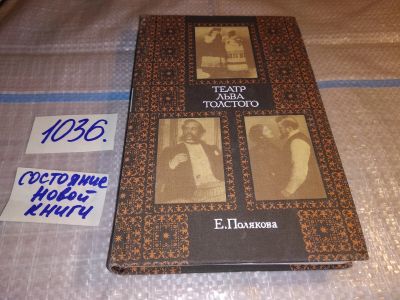 ТЕАТР
ЛЬВА
ТОЛСТОГО
1036.
состояние
новой
книги
Е.Полякова